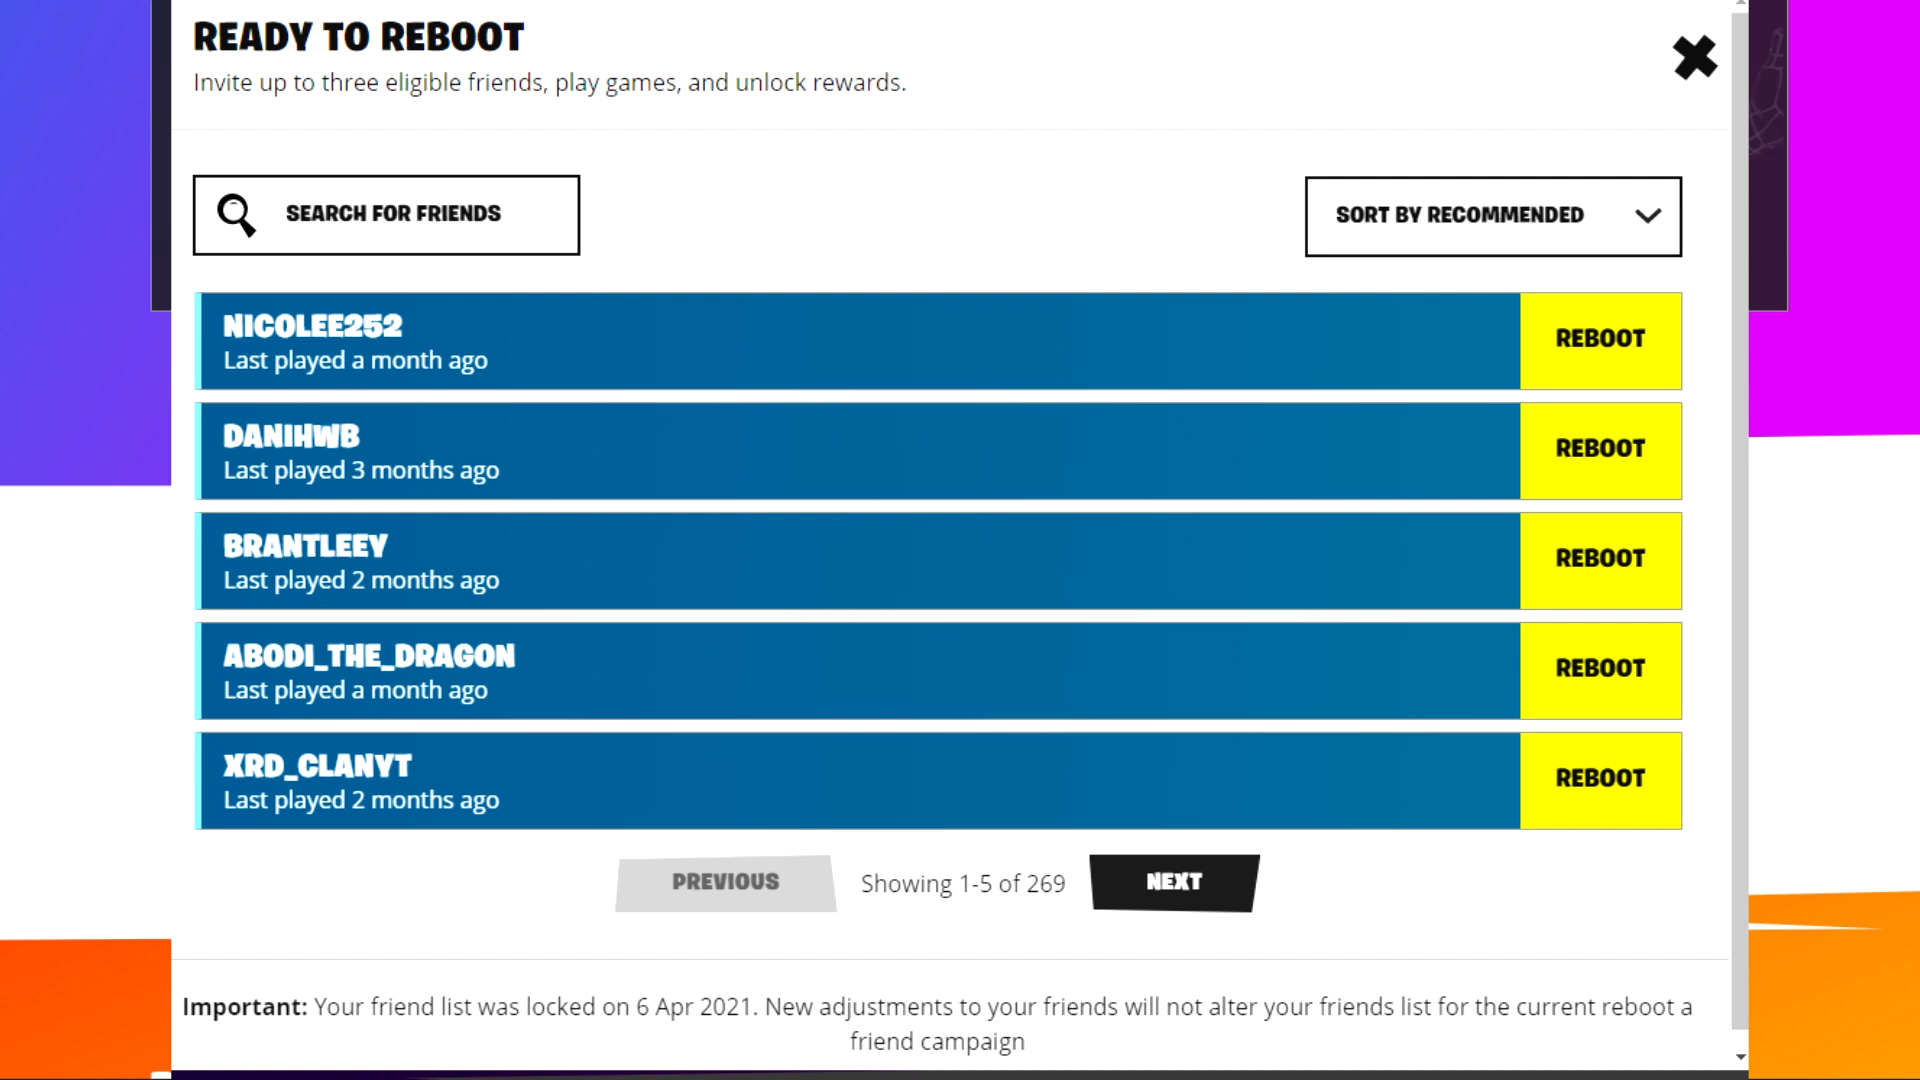 READY TO REBOOT
Invite up to three eligible friends, play games, and unlock rewards.
SEARCH FOR FRIENDS
SORT BY RECOMMENDED
NICOLEE252
Last played a month ago
REBOOT
DANIHWB
Last played 3 months ago
REBOOT
BRANTLEEY
Last played 2 months ago
REBOOT
ABODI_THE_DRAGON
Last played a month ago
REBOOT
XRD_CLANYT
Last played 2 months ago
REBOOT
PREVIOUS
Showing 1-5 of 269
NEXT
Important: Your friend list was locked on 6 Apr 2021. New adjustments to your friends will not alter your friends list for the current reboot a
friend campaign